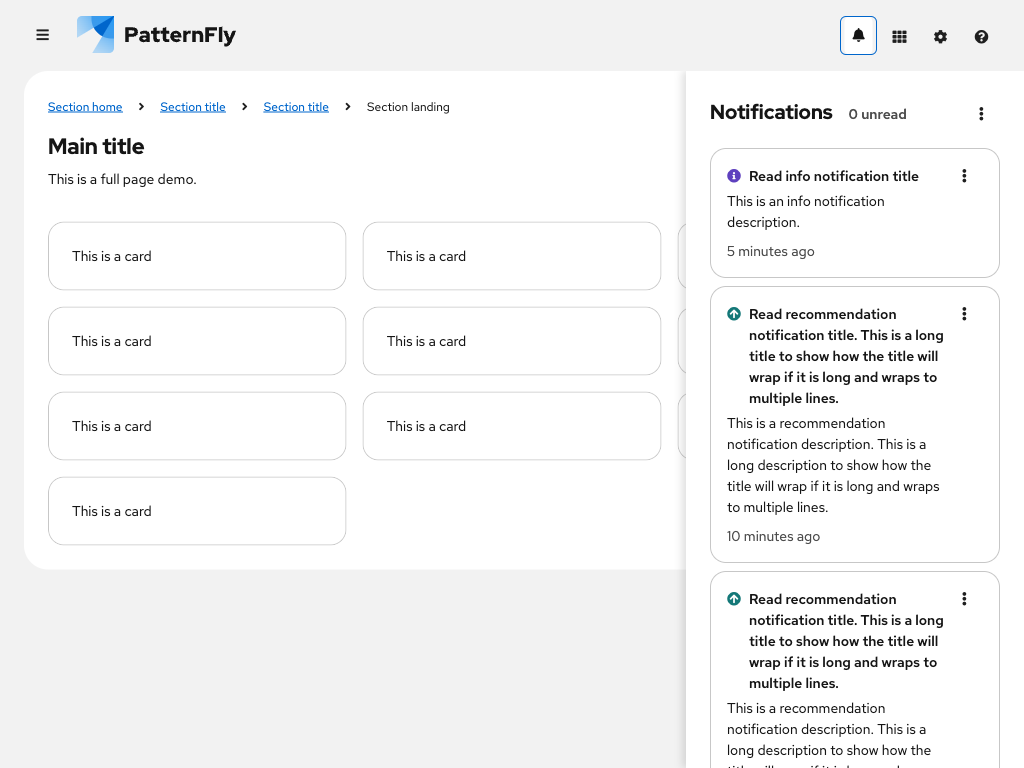 PatternFly
Section home
Section title
Section title
Section landing
Main title
This is a full page demo.
This is a card
This is a card
This is a card
This is a card
This is a card
This is a card
This is a card
Notifications
0 unread
Read info notification title
This is an info notification
description.
5 minutes ago
Read recommendation
notification title. This is a long
title to show how the title will
wrap if it is long and wraps to
multiple lines.
This is a recommendation
notification description. This is a
long description to show how the
title will wrap if it is long and wraps
to multiple lines.
10 minutes ago
Read recommendation
notification title. This is a long
title to show how the title will
wrap if it is long and wraps to
multiple lines.
This is a recommendation
notification description. This is a
long description to show how the